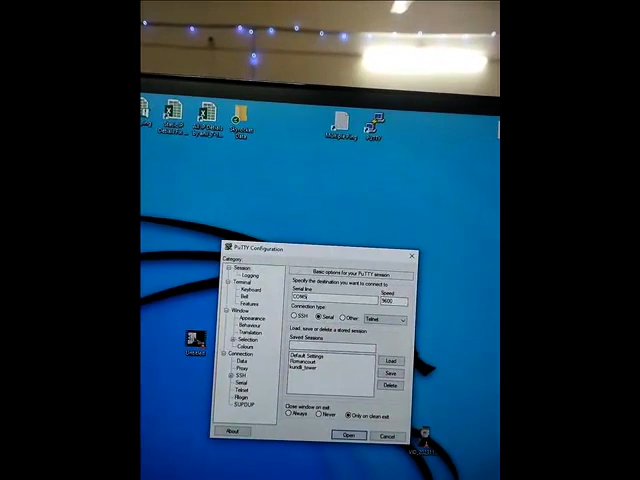 PuTTY
PuTTY Configuration
Category:
Session
Logging
Terminal
Keyboard
Bell
Features
Window
Appearance
Behaviour
Translation
Selection
Colours
Connection
Data
Proxy
SSH
Serial
Telnet
Rlogin
SUPDUP
Basic options for your PuTTY session
Specify the destination you want to connect to
Serial line
Speed
9600
Connection type:
SSH
Serial
Other:
Telnet
Load, save or delete a stored session
Saved Sessions
Default Settings
kundli_tower
Load
Save
Delete
Close window on exit:
Always
Never
Only on clean exit
About
Open
Cancel
Untitled